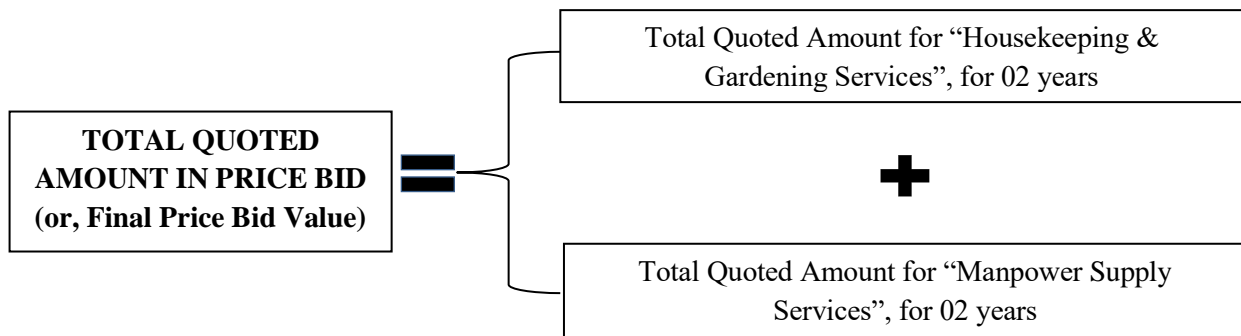 Total Quoted Amount for “Housekeeping &
Gardening Services”, for 02 years
TOTAL QUOTED
AMOUNT IN PRICE BID
(or, Final Price Bid Value)
Total Quoted Amount for “Manpower Supply
Services”, for 02 years